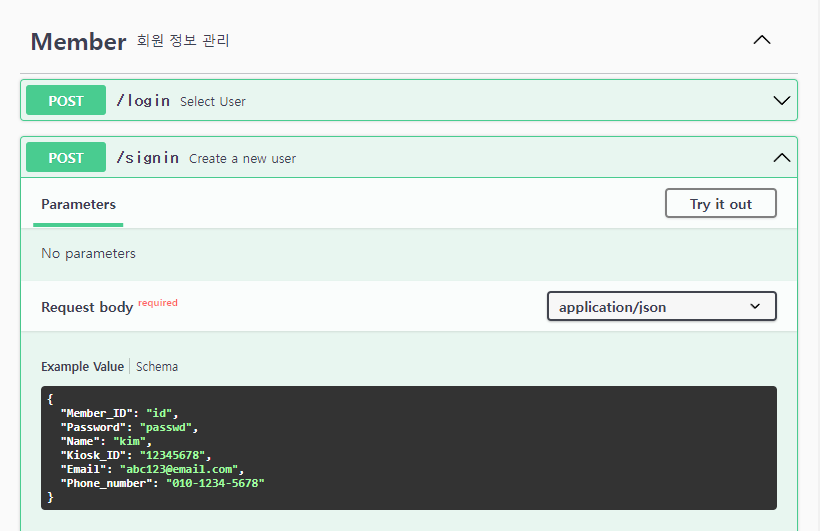 Member 회원 정보 관리
POST /login Select User
POST /signin Create a new user
Parameters Try it out
No parameters
Request body required application/json
Example Value Schema
{
"Member_ID": "id",
"Password": "passwd",
"Name": "kim",
"Kiosk_ID": "12345678",
"Email": "abc123@email.com",
"Phone_number": "010-1234-5678"
}